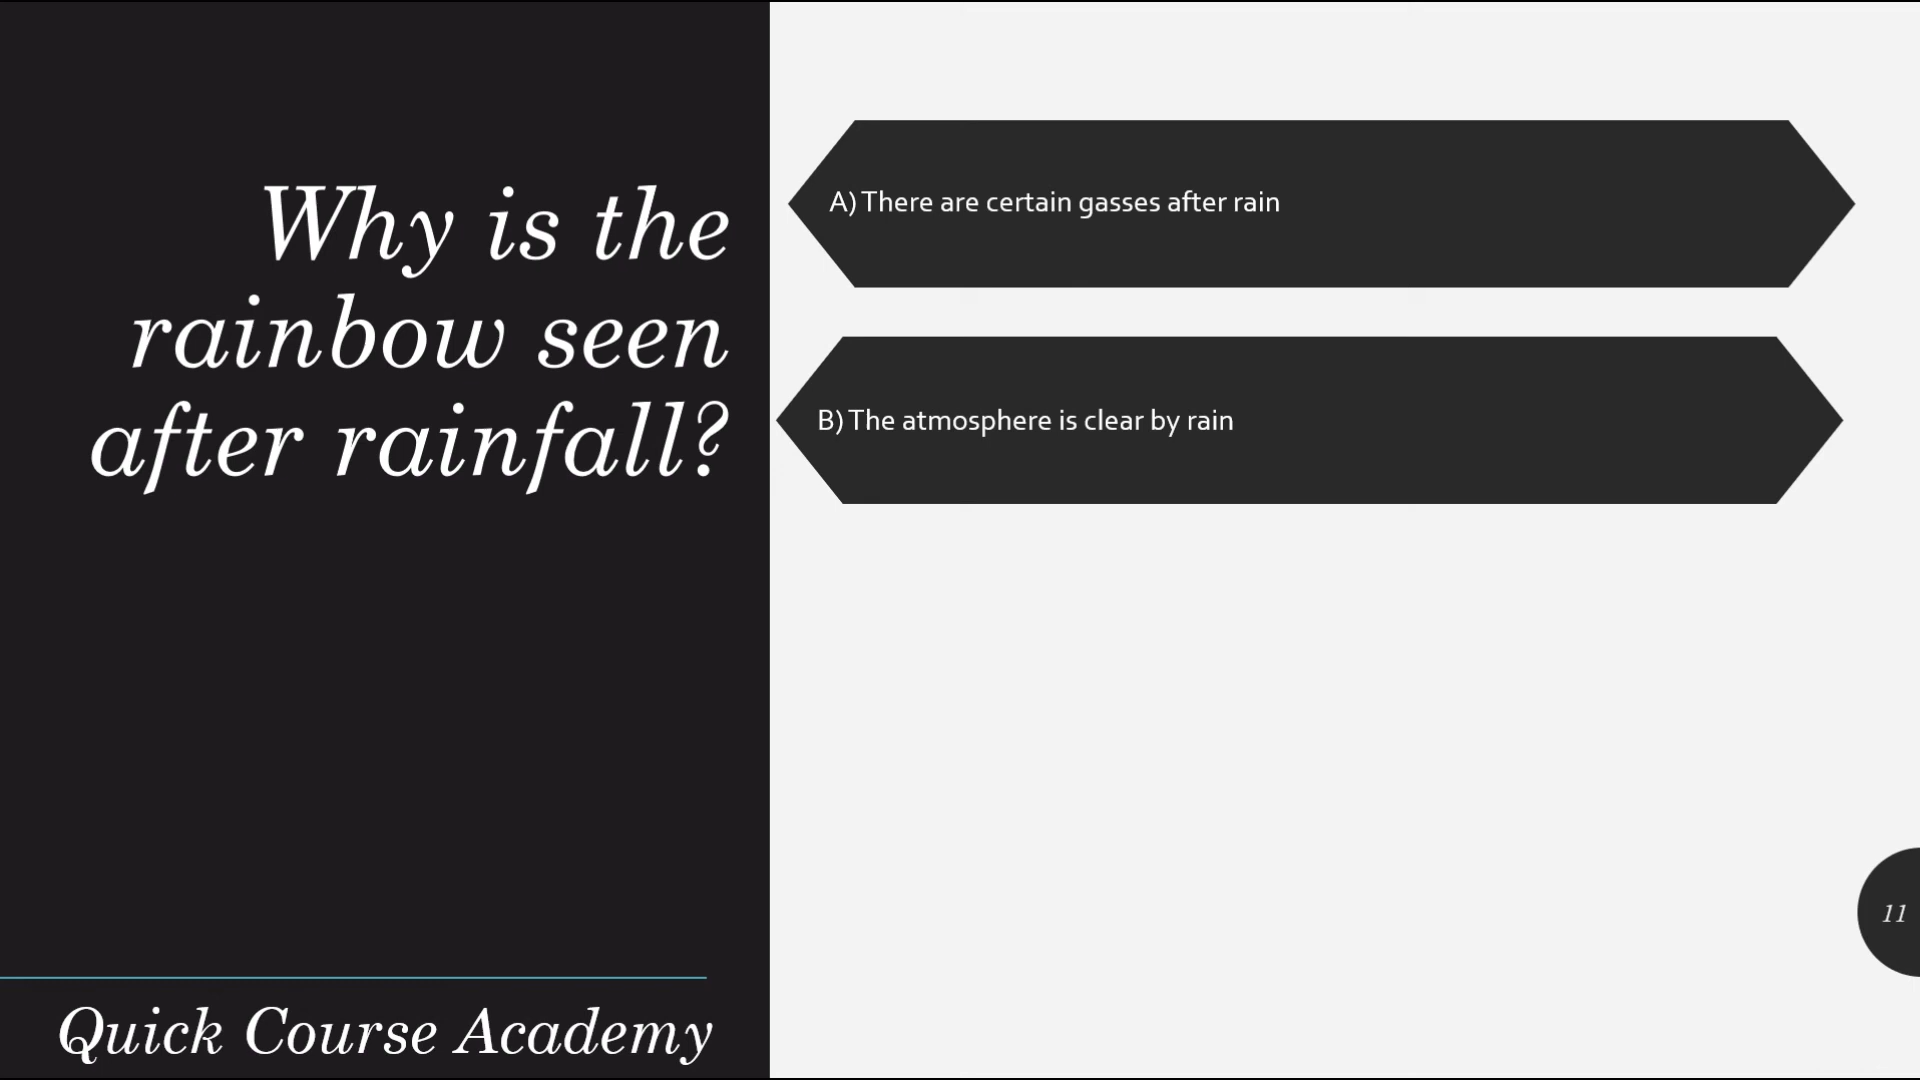 Why is the
rainbow seen
after rainfall?
A) There are certain gasses after rain
B) The atmosphere is clear by rain
11
Quick Course Academy